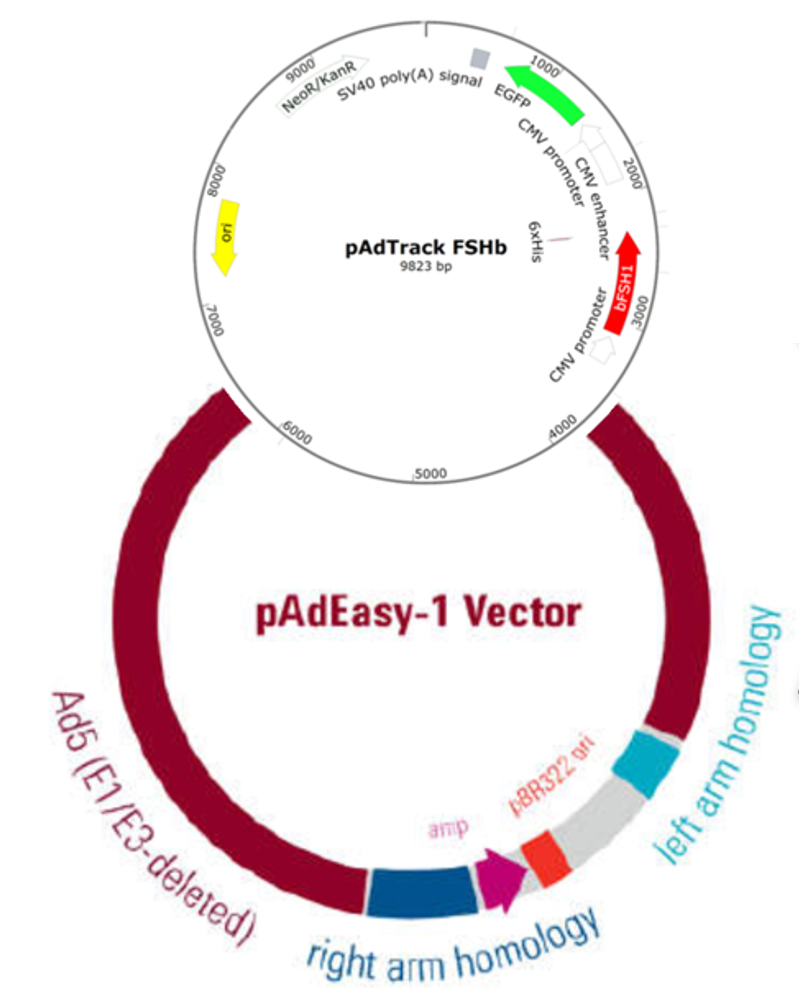 1000
2000
3000
4000
5000
6000
7000
8000
9000
NeoR/KanR
SV40 poly(A) signal
EGFP
CMV promoter
CMV enhancer
6xHis
bFSH1
CMV promoter
ori
pAdTrack FSHb
9823 bp
pAdEasy-1 Vector
Ad5 (E1/E3-deleted)
right arm homology
amp
pBR322 ori
left arm homology